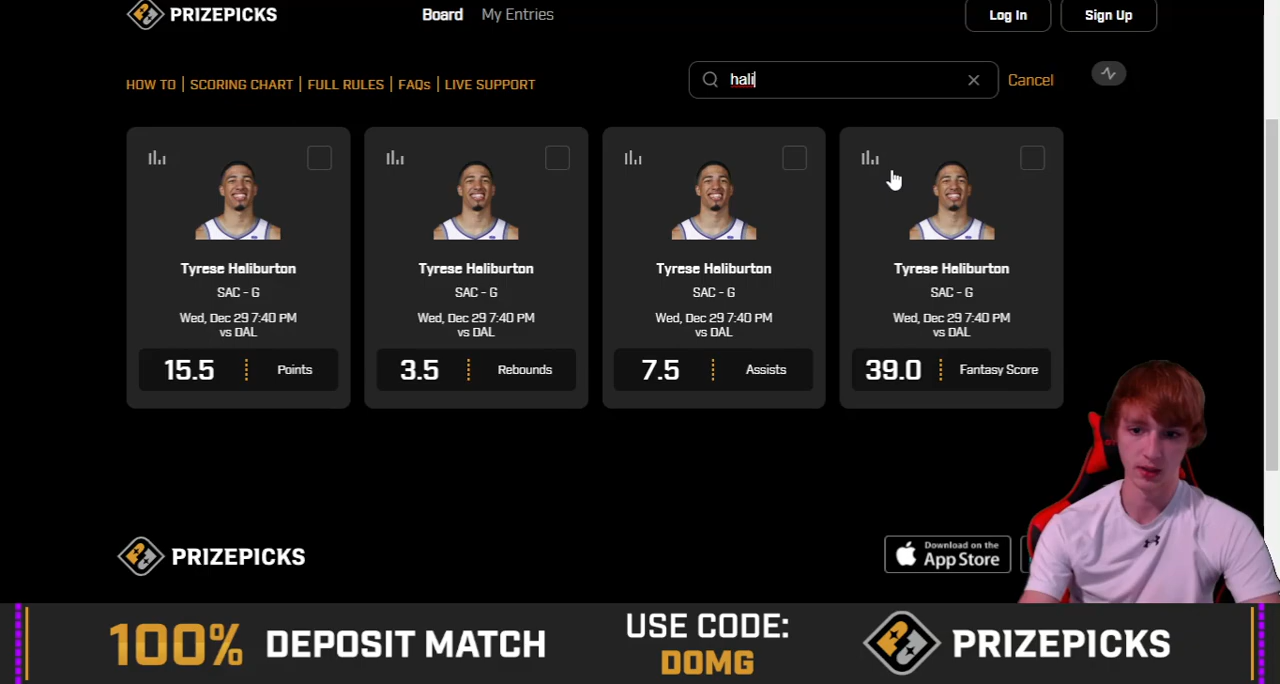 PRIZEPICKS
Board My Entries
Log In Sign Up
HOW TO | SCORING CHART | FULL RULES | FAQs | LIVE SUPPORT
hali
Cancel
Tyrese Haliburton
SAC - G
Wed, Dec 29 7:40 PM
vs DAL
15.5 Points
Tyrese Haliburton
SAC - G
Wed, Dec 29 7:40 PM
vs DAL
3.5 Rebounds
Tyrese Haliburton
SAC - G
Wed, Dec 29 7:40 PM
vs DAL
7.5 Assists
Tyrese Haliburton
SAC - G
Wed, Dec 29 7:40 PM
vs DAL
39.0 Fantasy Score
PRIZEPICKS
Download on the
App Store
100% DEPOSIT MATCH
USE CODE:
DOMG
PRIZEPICKS